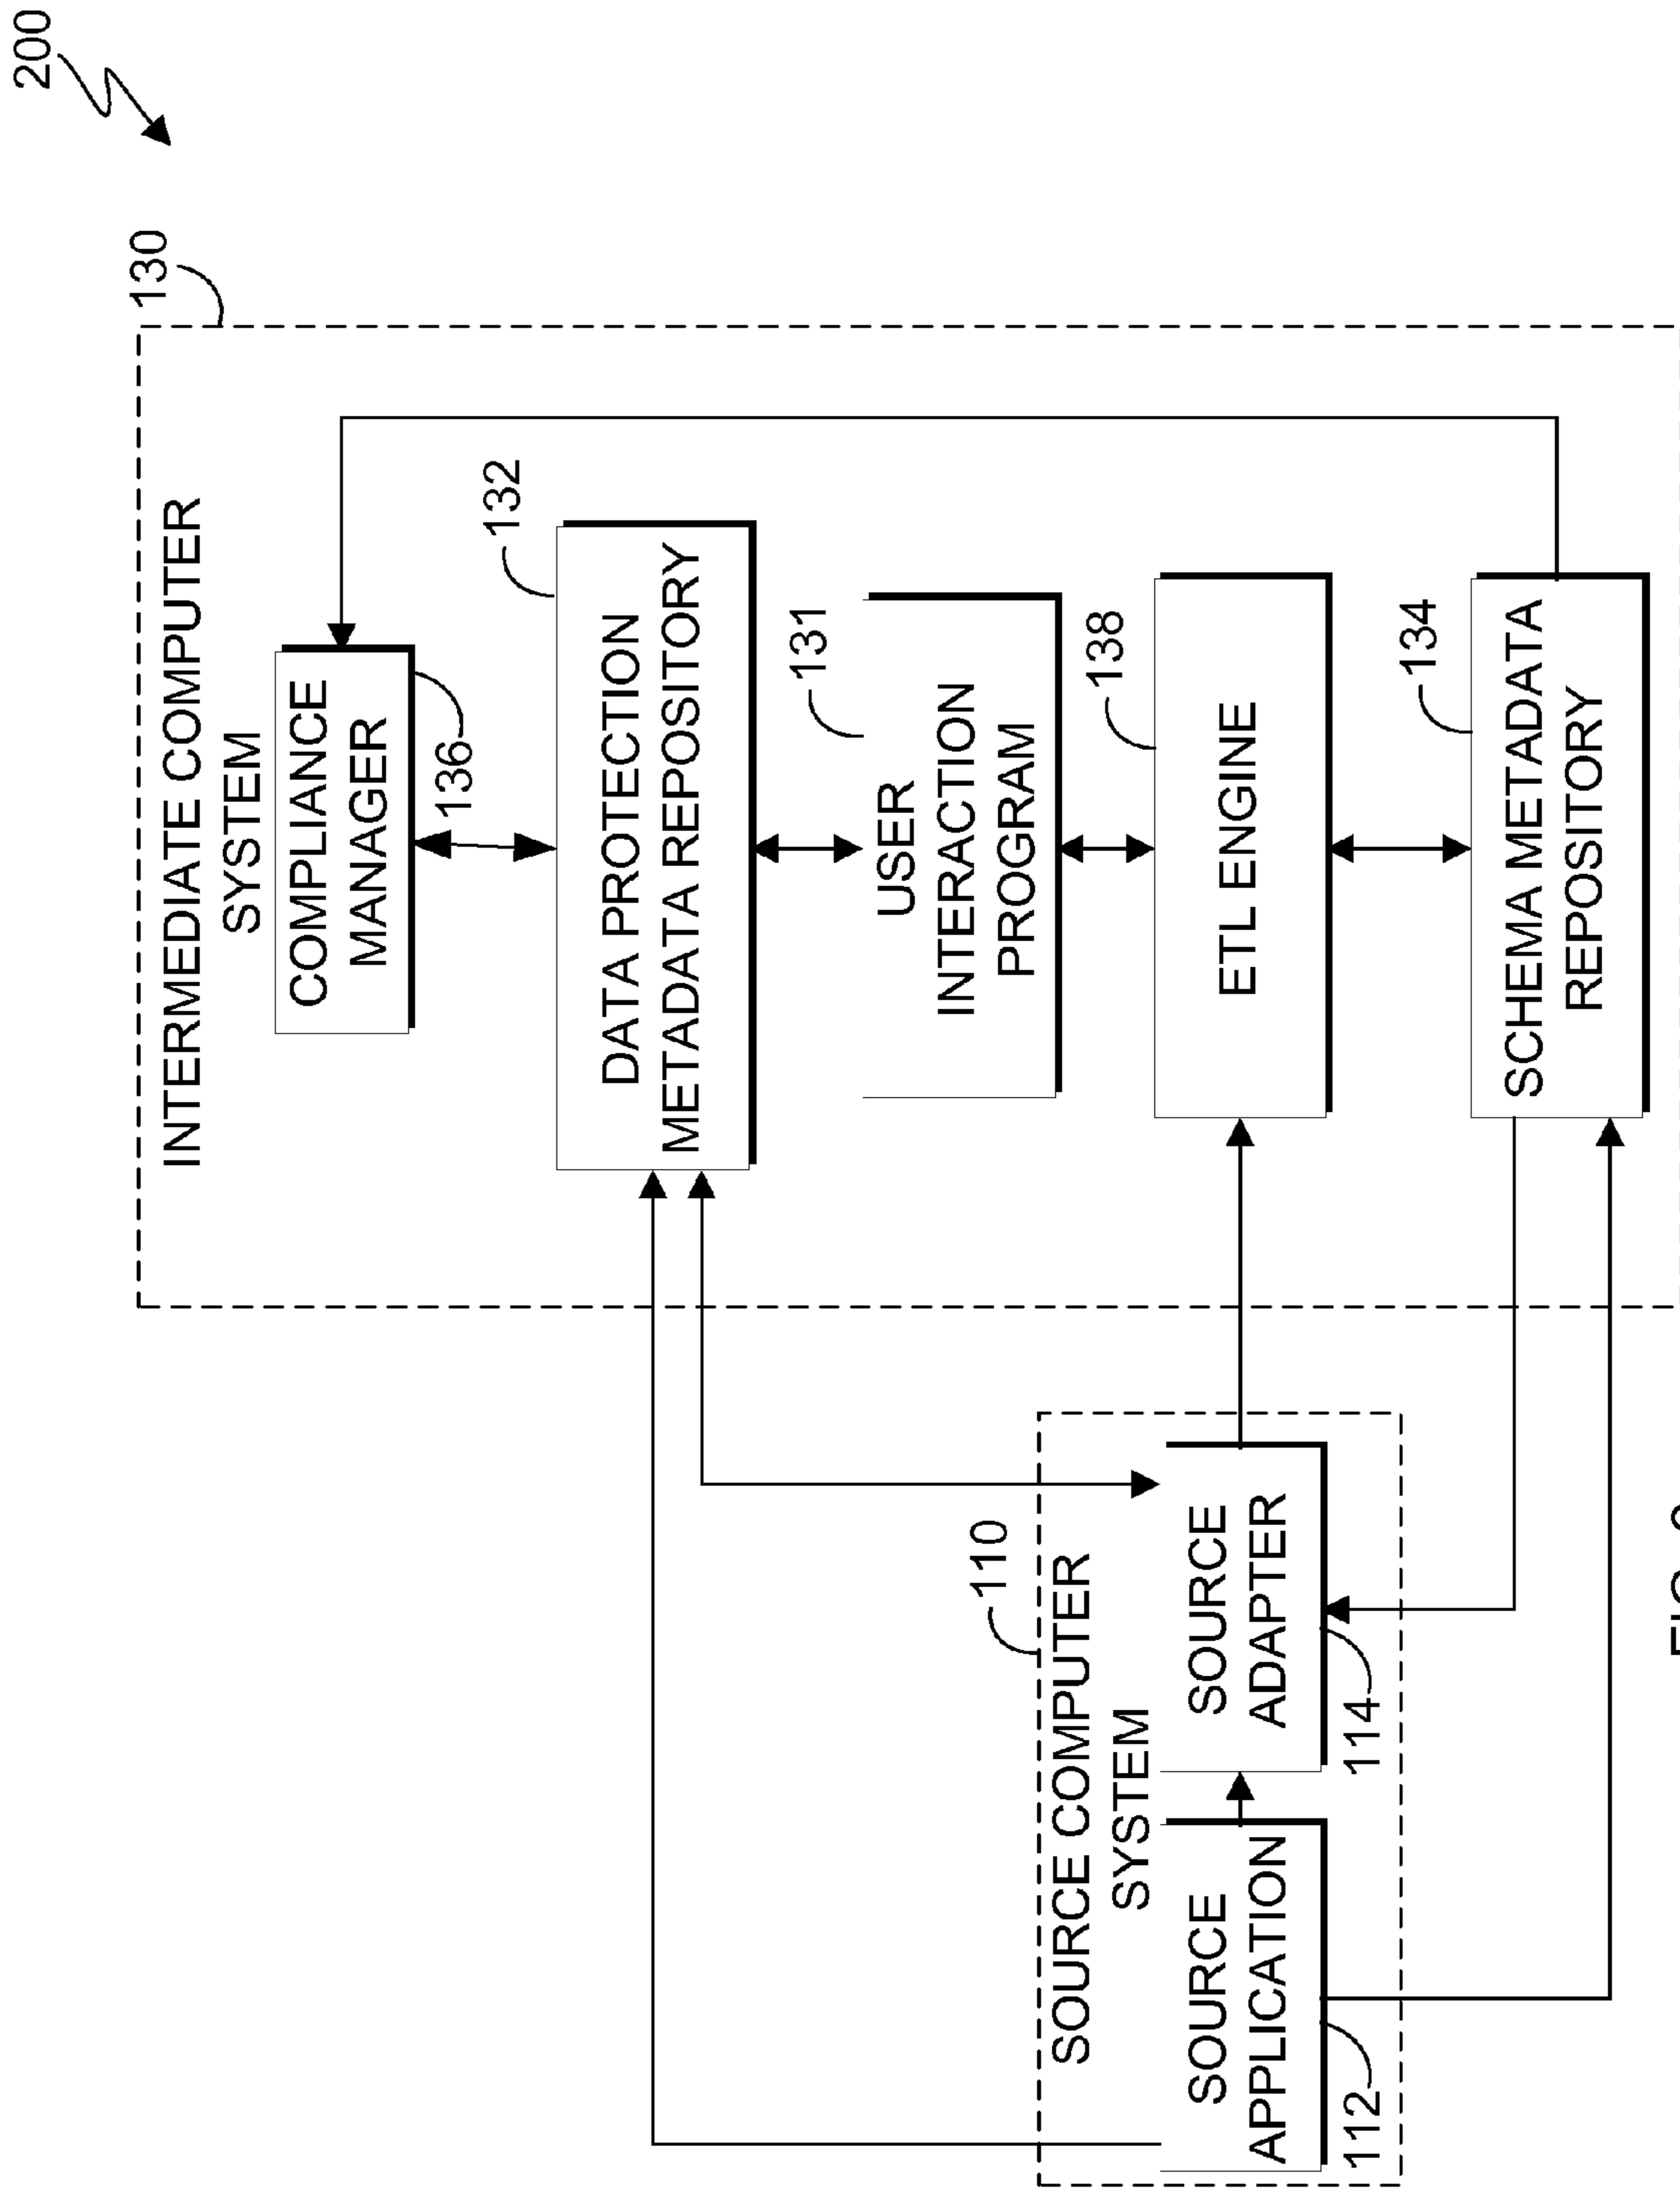 200
130
INTERMEDIATE COMPUTER
SYSTEM
COMPLIANCE
MANAGER
136
132
DATA PROTECTION
METADATA REPOSITORY
131
USER
INTERACTION
PROGRAM
138
ETL ENGINE
134
SCHEMA METADATA
REPOSITORY
110
SOURCE COMPUTER
SYSTEM
SOURCE
ADAPTER
114
SOURCE
APPLICATION
112